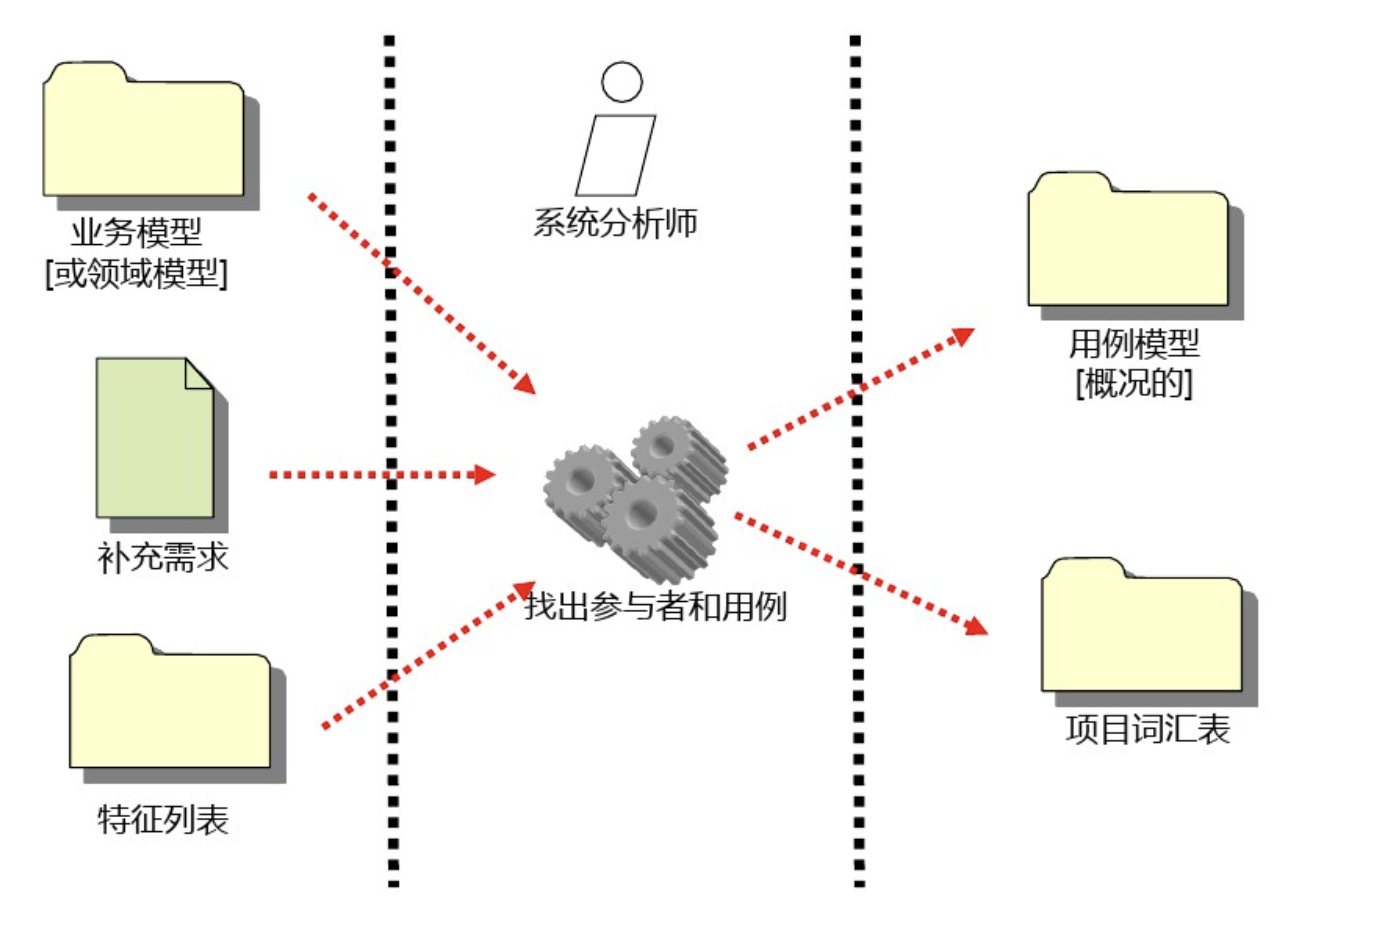 业务模型
[或领域模型]
补充需求
特征列表
系统分析师
找出参与者和用例
用例模型
[概况的]
项目词汇表